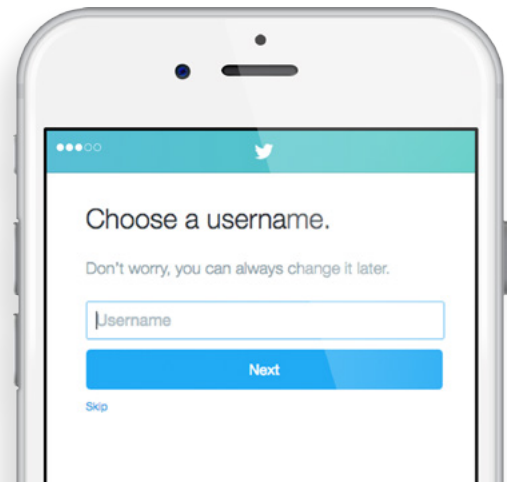 Choose a username.
Don't worry, you can always change it later.
Username
Next
Skip